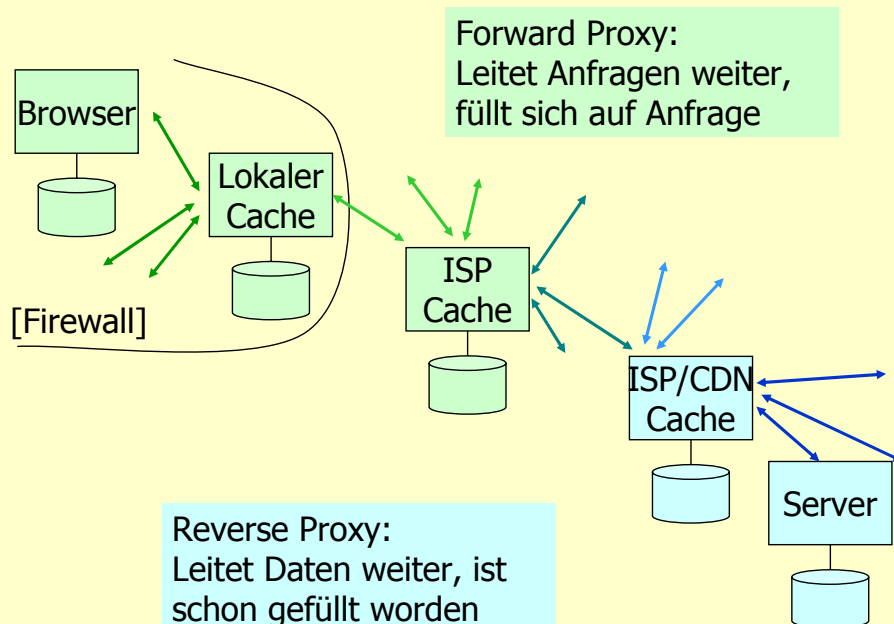 Forward Proxy:
Leitet Anfragen weiter,
füllt sich auf Anfrage
Browser
Lokaler
Cache
ISP
Cache
[Firewall]
ISP/CDN
Cache
Server
Reverse Proxy:
Leitet Daten weiter, ist
schon gefüllt worden